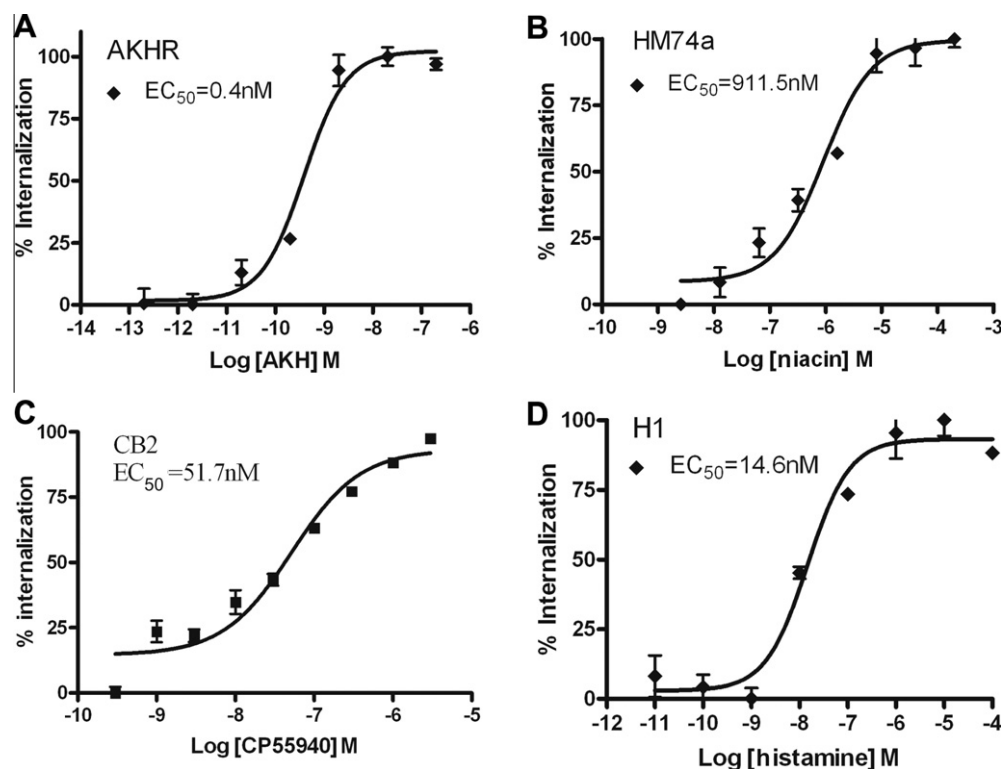 A
AKHR
EC50=0.4nM
% Internalization
100
75
50
25
0
-14 -13 -12 -11 -10 -9 -8 -7 -6 -5
Log [AKH] M
B
HM74a
EC50=911.5nM
% Internalization
100
75
50
25
0
-10 -9 -8 -7 -6 -5 -4 -3
Log [niacin] M
C
CB2
EC50 =51.7nM
% internalization
100
75
50
25
0
-10 -9 -8 -7 -6 -5
Log [CP55940] M
D
H1
EC50=14.6nM
% Internalization
100
75
50
25
0
-12 -11 -10 -9 -8 -7 -6 -5 -4
Log [histamine] M